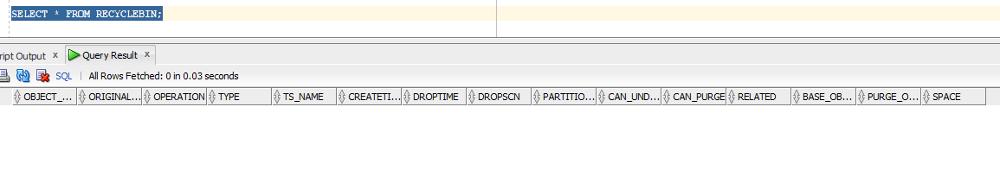 SELECT * FROM RECYCLEBIN;
ript Output x Query Result x
SQL | All Rows Fetched: 0 in 0.03 seconds
OBJECT_... ORIGINAL... OPERATION TYPE TS_NAME CREATETI... DROPTIME DROPSCN PARTITIO... CAN_UND... CAN_PURGE RELATED BASE_OB... PURGE_O... SPACE